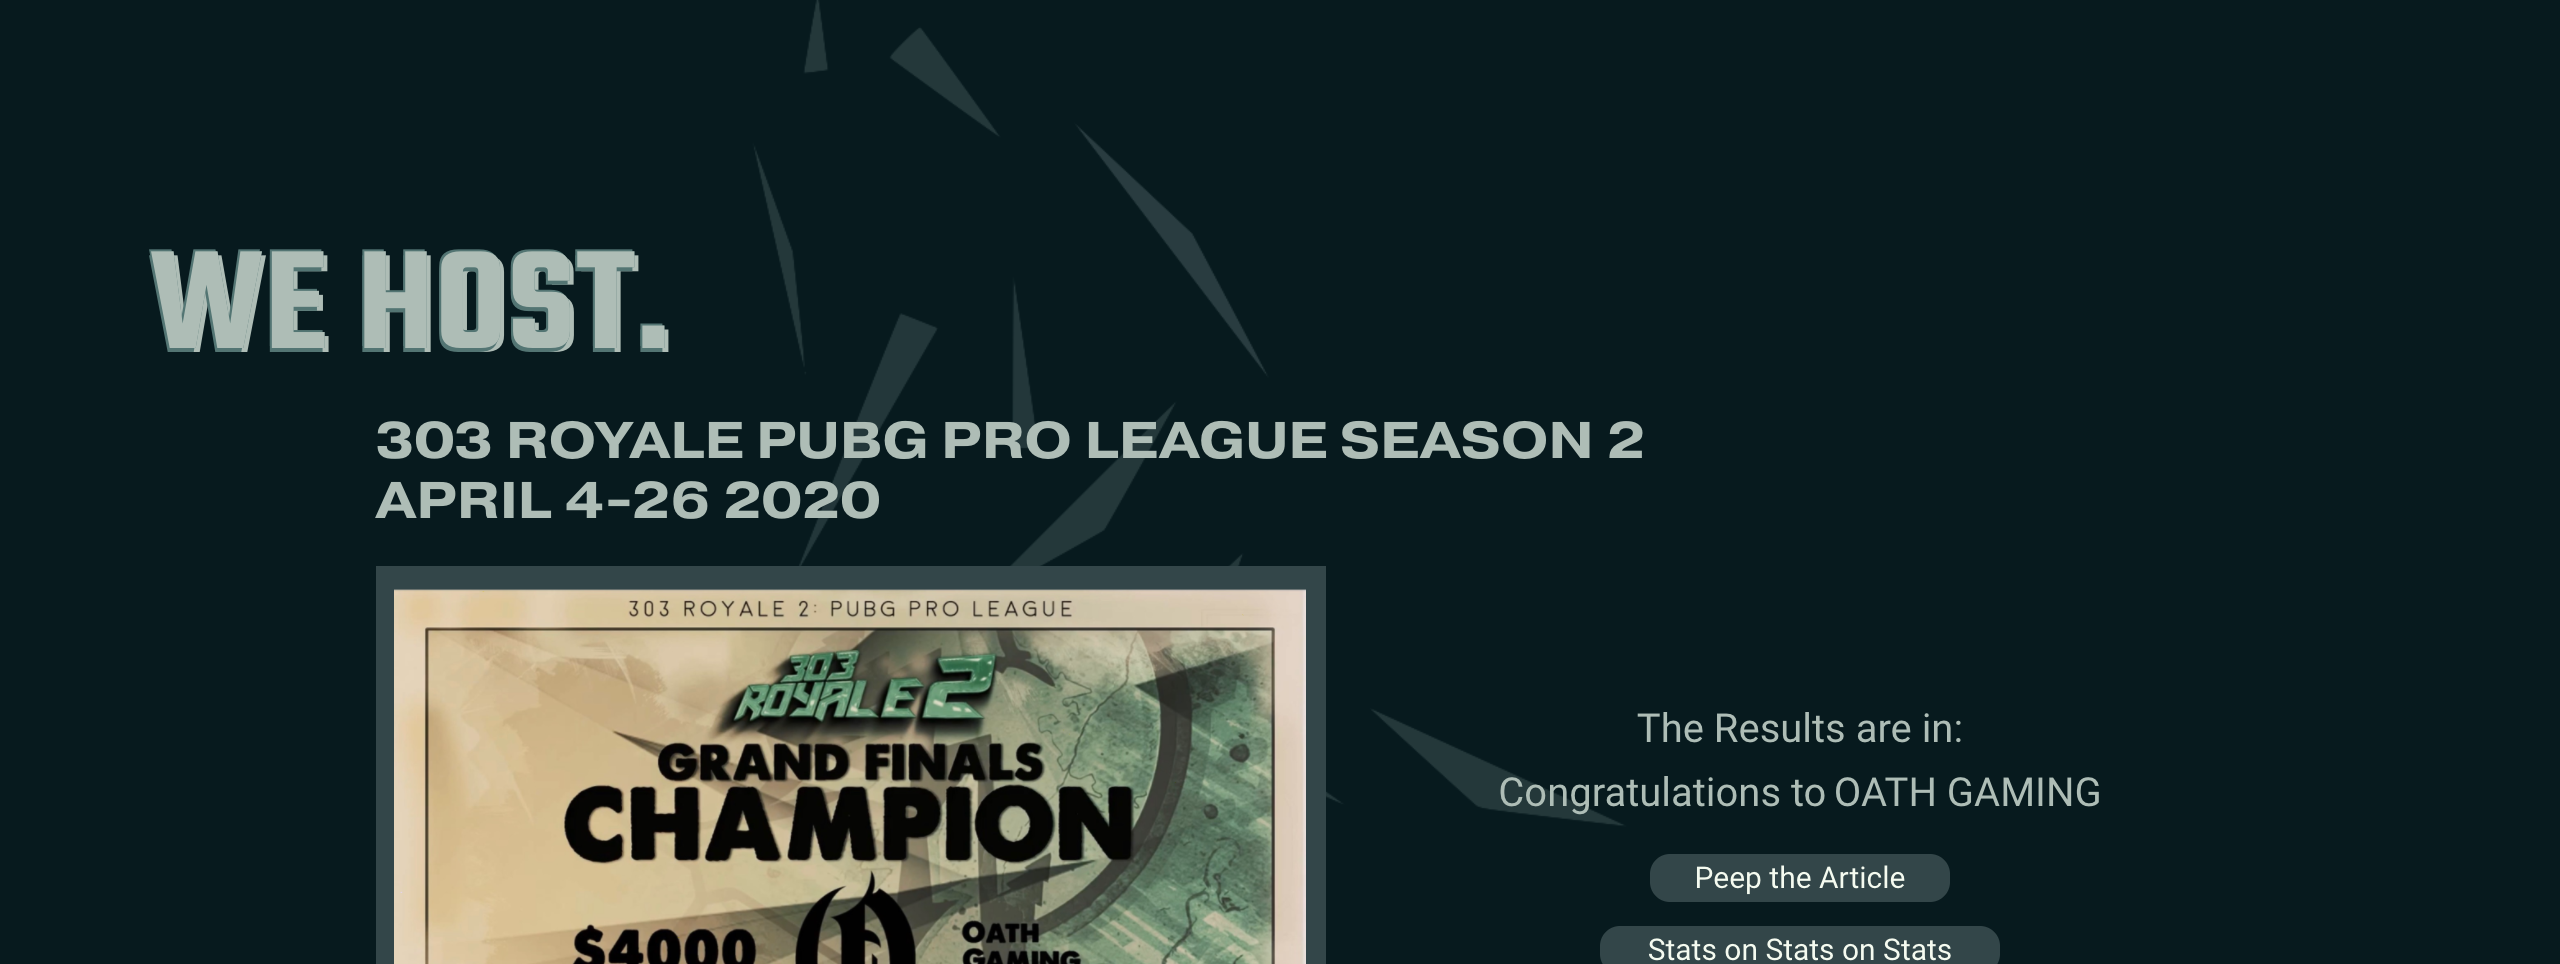 WE HOST.
303 ROYALE PUBG PRO LEAGUE SEASON 2
APRIL 4-26 2020
303 ROYALE 2: PUBG PRO LEAGUE
303
ROYALE 2
GRAND FINALS
CHAMPION
$4000
OATH
GAMING
The Results are in:
Congratulations to OATH GAMING
Peep the Article
Stats on Stats on Stats